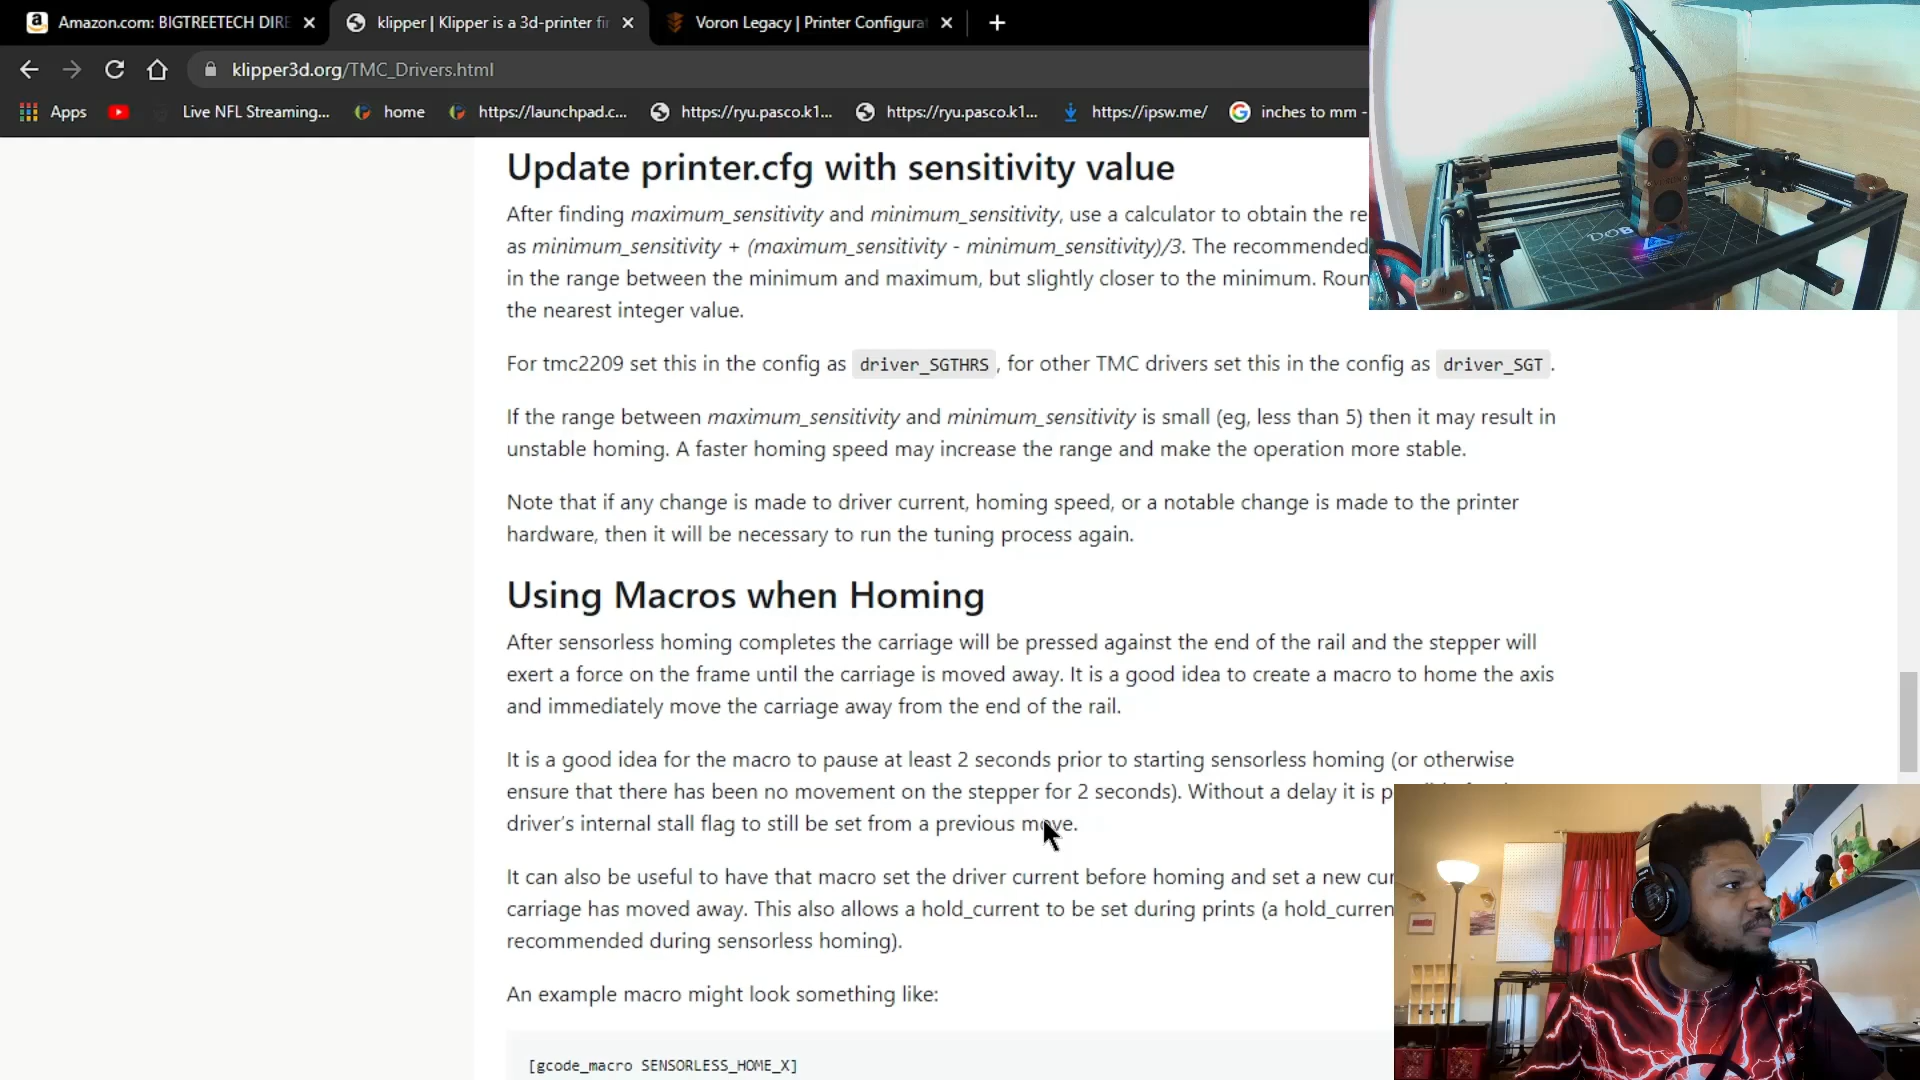 Amazon.com: BIGTREETECH DIRE
klipper | Klipper is a 3d-printer fir
Voron Legacy | Printer Configurat
klipper3d.org/TMC_Drivers.html
Apps
Live NFL Streaming...
home
https://launchpad.c...
https://ryu.pasco.k1...
https://ryu.pasco.k1...
https://ipsw.me/
inches to mm -
Update printer.cfg with sensitivity value
After finding maximum_sensitivity and minimum_sensitivity, use a calculator to obtain the re
as minimum_sensitivity + (maximum_sensitivity - minimum_sensitivity)/3. The recommended
in the range between the minimum and maximum, but slightly closer to the minimum. Roun
the nearest integer value.
For tmc2209 set this in the config as driver_SGTHRS, for other TMC drivers set this in the config as driver_SGT.
If the range between maximum_sensitivity and minimum_sensitivity is small (eg, less than 5) then it may result in
unstable homing. A faster homing speed may increase the range and make the operation more stable.
Note that if any change is made to driver current, homing speed, or a notable change is made to the printer
hardware, then it will be necessary to run the tuning process again.
Using Macros when Homing
After sensorless homing completes the carriage will be pressed against the end of the rail and the stepper will
exert a force on the frame until the carriage is moved away. It is a good idea to create a macro to home the axis
and immediately move the carriage away from the end of the rail.
It is a good idea for the macro to pause at least 2 seconds prior to starting sensorless homing (or otherwise
ensure that there has been no movement on the stepper for 2 seconds). Without a delay it is
driver's internal stall flag to still be set from a previous move.
It can also be useful to have that macro set the driver current before homing and set a new cur
carriage has moved away. This also allows a hold_current to be set during prints (a hold_curren
recommended during sensorless homing).
An example macro might look something like:
[gcode_macro SENSORLESS_HOME_X]